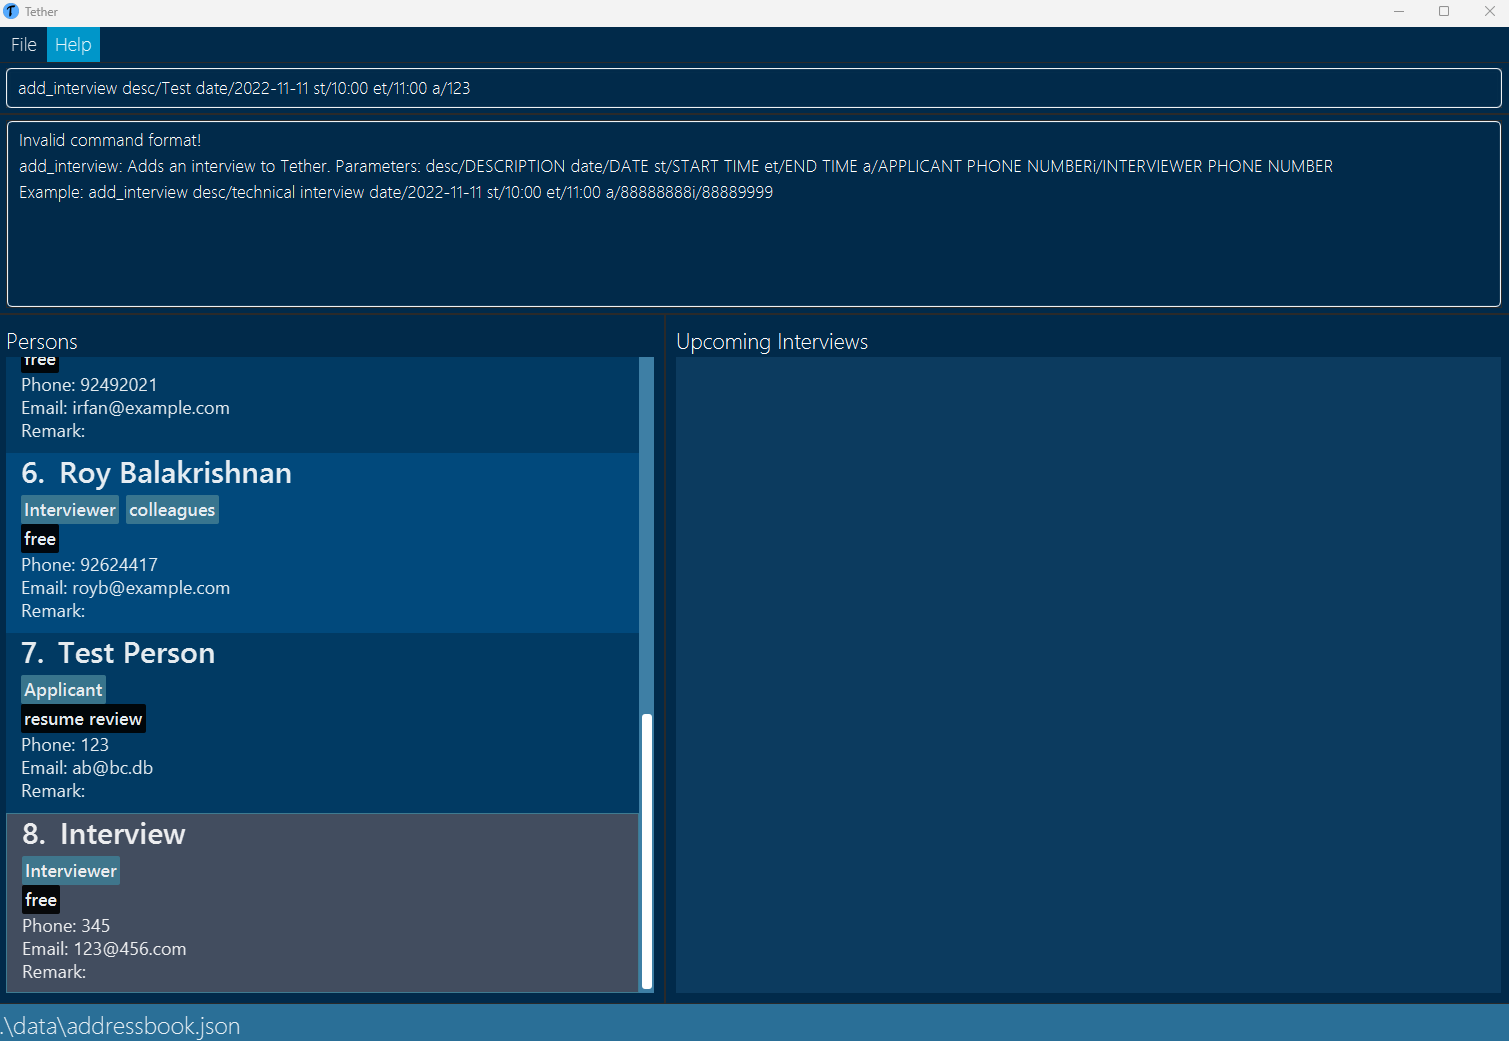 Tether
File Help
add_interview desc/Test date/2022-11-11 st/10:00 et/11:00 a/123
Invalid command format!
add_interview: Adds an interview to Tether. Parameters: desc/DESCRIPTION date/DATE st/START TIME et/END TIME a/APPLICANT PHONE NUMBERi/INTERVIEWER PHONE NUMBER
Example: add_interview desc/technical interview date/2022-11-11 st/10:00 et/11:00 a/88888888i/88889999
Persons
free
Phone: 92492021
Email: irfan@example.com
Remark:
6. Roy Balakrishnan
Interviewer colleagues
free
Phone: 92624417
Email: royb@example.com
Remark:
7. Test Person
Applicant
resume review
Phone: 123
Email: ab@bc.db
Remark:
8. Interview
Interviewer
free
Phone: 345
Email: 123@456.com
Remark:
Upcoming Interviews
.\data\addressbook.json